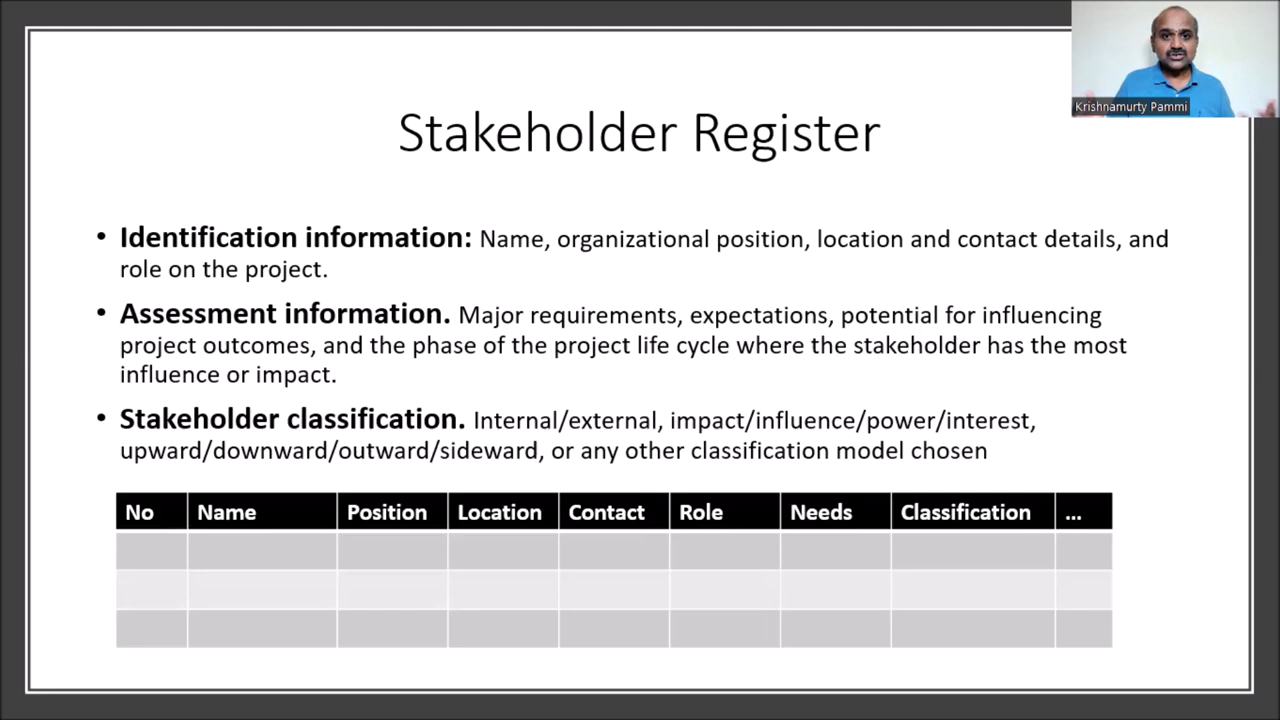 Krishnamurty Pammi
Stakeholder Register
• Identification information: Name, organizational position, location and contact details, and
role on the project.
• Assessment information. Major requirements, expectations, potential for influencing
project outcomes, and the phase of the project life cycle where the stakeholder has the most
influence or impact.
• Stakeholder classification. Internal/external, impact/influence/power/interest,
upward/downward/outward/sideward, or any other classification model chosen
No Name Position Location Contact Role Needs Classification ...